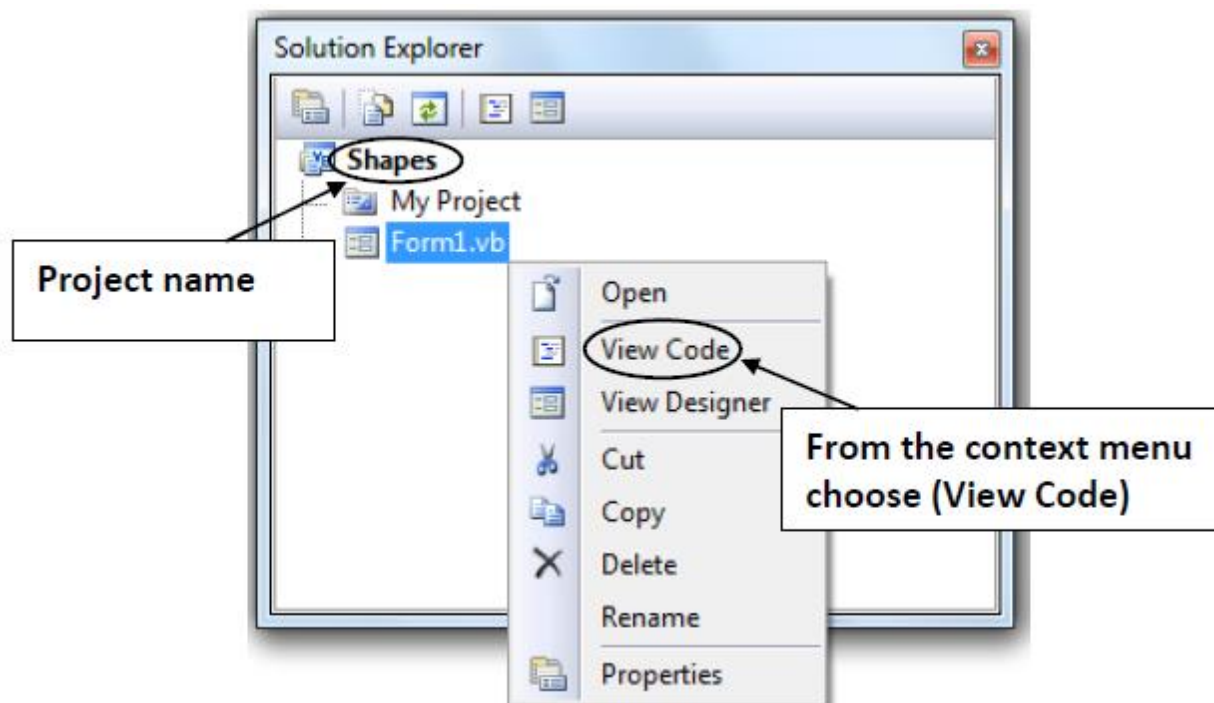 Solution Explorer
Shapes
My Project
Form1.vb
Project name
Open
View Code
View Designer
Cut
Copy
Delete
Rename
Properties
From the context menu
choose (View Code)